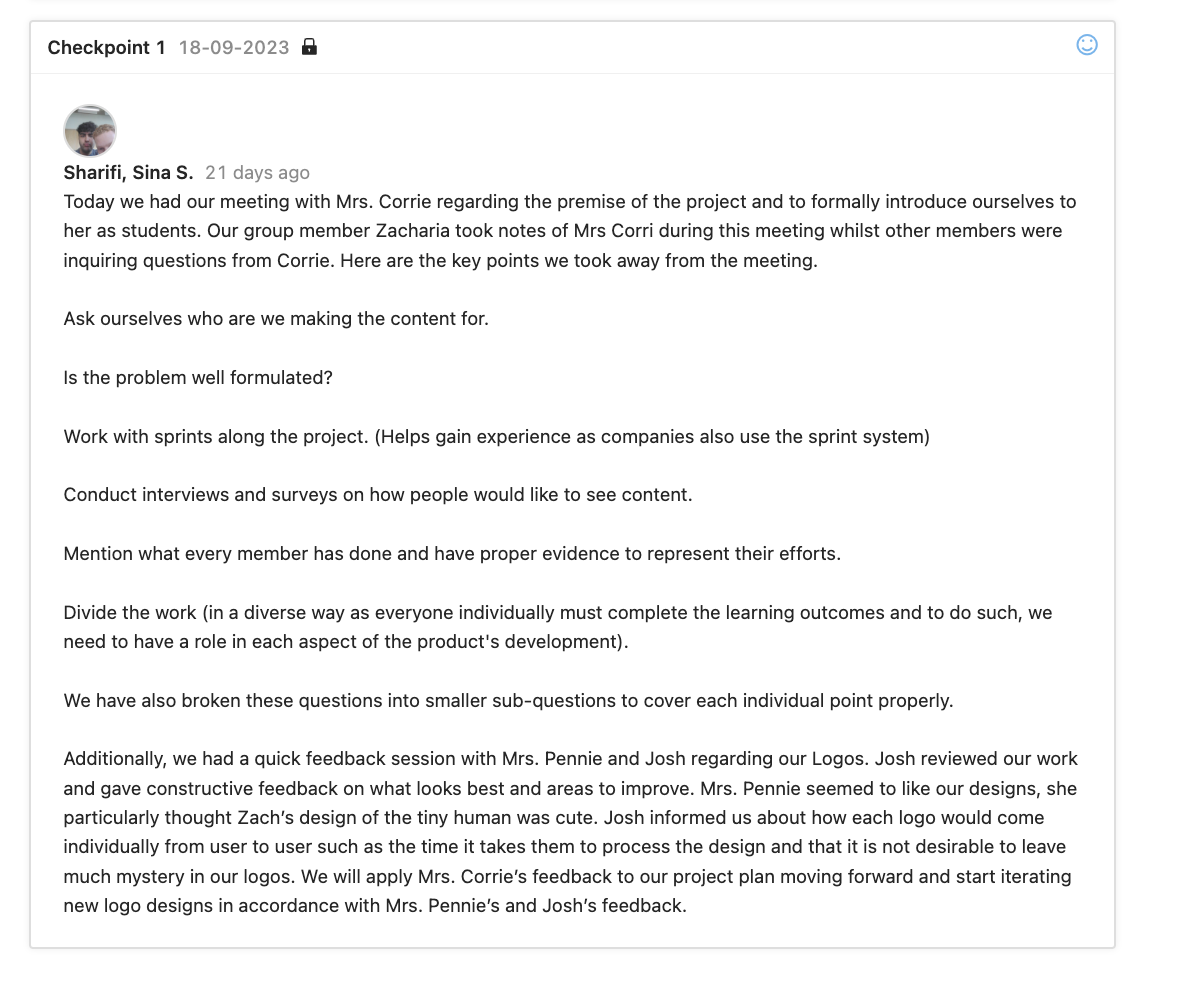 Checkpoint 1 18-09-2023
Sharifi, Sina S. 21 days ago
Today we had our meeting with Mrs. Corrie regarding the premise of the project and to formally introduce ourselves to
her as students. Our group member Zacharia took notes of Mrs Corri during this meeting whilst other members were
inquiring questions from Corrie. Here are the key points we took away from the meeting.
Ask ourselves who are we making the content for.
Is the problem well formulated?
Work with sprints along the project. (Helps gain experience as companies also use the sprint system)
Conduct interviews and surveys on how people would like to see content.
Mention what every member has done and have proper evidence to represent their efforts.
Divide the work (in a diverse way as everyone individually must complete the learning outcomes and to do such, we
need to have a role in each aspect of the product's development).
We have also broken these questions into smaller sub-questions to cover each individual point properly.
Additionally, we had a quick feedback session with Mrs. Pennie and Josh regarding our Logos. Josh reviewed our work
and gave constructive feedback on what looks best and areas to improve. Mrs. Pennie seemed to like our designs, she
particularly thought Zach’s design of the tiny human was cute. Josh informed us about how each logo would come
individually from user to user such as the time it takes them to process the design and that it is not desirable to leave
much mystery in our logos. We will apply Mrs. Corrie’s feedback to our project plan moving forward and start iterating
new logo designs in accordance with Mrs. Pennie’s and Josh’s feedback.